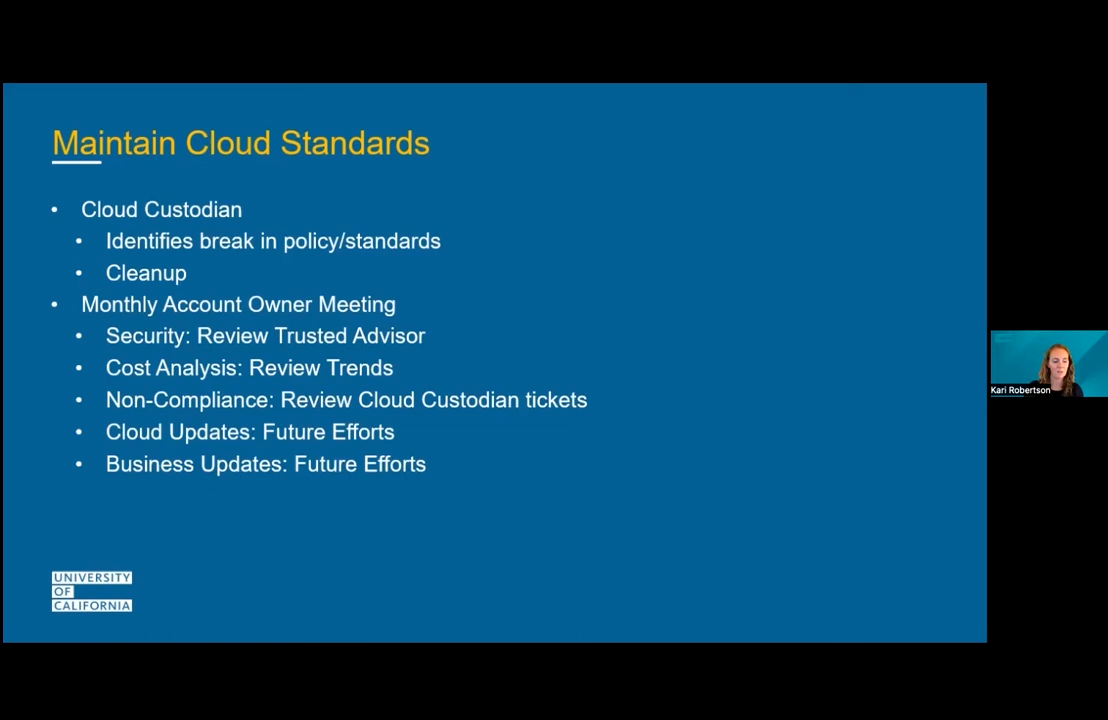 Maintain Cloud Standards
• Cloud Custodian
• Identifies break in policy/standards
• Cleanup
• Monthly Account Owner Meeting
• Security: Review Trusted Advisor
• Cost Analysis: Review Trends
• Non-Compliance: Review Cloud Custodian tickets
• Cloud Updates: Future Efforts
• Business Updates: Future Efforts
UNIVERSITY
OF
CALIFORNIA
Kari Robertson